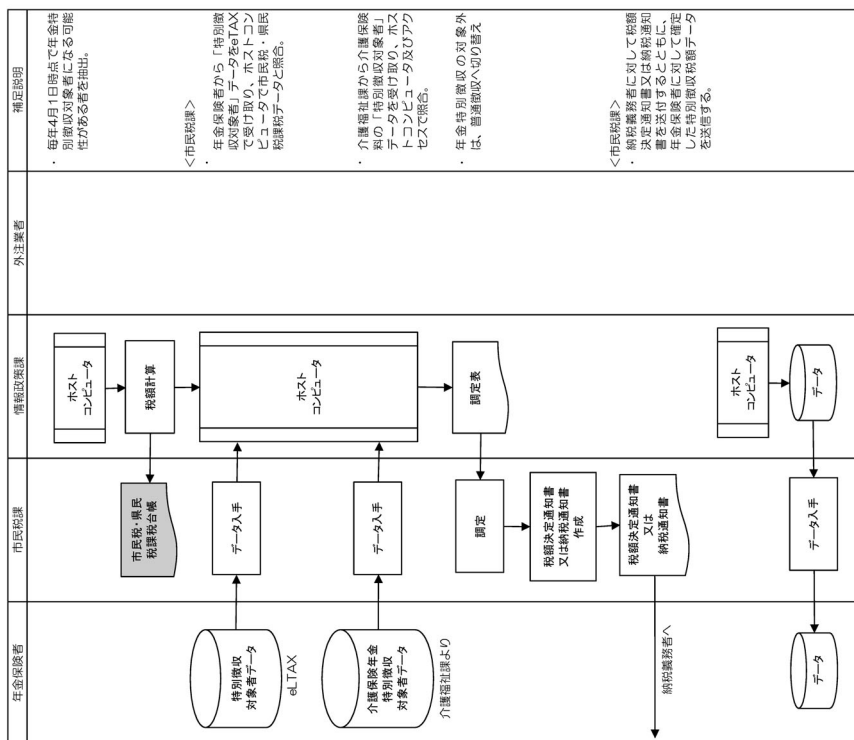 年金保険者
市民税課
情報政策課
外注業者
補足説明
ホスト
コンピュータ
税額計算
市民税・県民
税課税台帳
・ 毎年4月1日時点で年金特
別徴収対象者になる可能
性がある者を抽出。
特別徴収
対象者データ
eLTAX
データ入手
ホスト
コンピュータ
<市民税課>
・ 年金保険者から「特別徴
収対象者」データをeTAX
で受け取り、ホストコン
ピュータで市民税・県民
税課税データと照合。
介護保険年金
特別徴収
対象者データ
介護福祉課より
データ入手
・ 介護福祉課から介護保険
料の「特別徴収対象者」
データを受け取り、ホス
トコンピュータ及びアク
セスで照合。
調定表
調定
・ 年金特別徴収の対象外
は、普通徴収へ切り替え
税額決定通知書
又は納税通知書
作成
税額決定通知書
又は
納税通知書
納税義務者へ
<市民税課>
・ 納税義務者に対して税額
決定通知書又は納税通知
書を送付するとともに、
年金保険者に対して確定
した特別徴収税額データ
を送信する。
ホスト
コンピュータ
データ
データ入手
データ